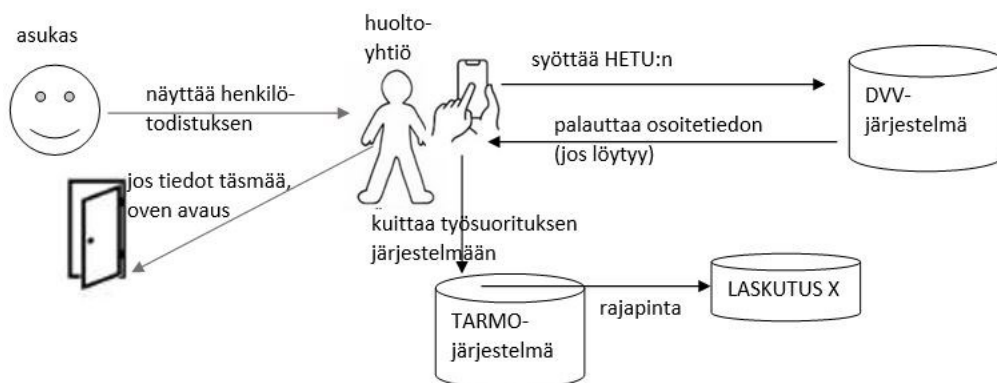 asukas
huolto-
yhtiö
näyttää henkilö-
todistuksen
syöttää HETU:n
DVV-
järjestelmä
palauttaa osoitetiedon
(jos löytyy)
jos tiedot täsmää,
oven avaus
kuittaa työsuorituksen
järjestelmään
TARMO-
järjestelmä
rajapinta
LASKUTUS X